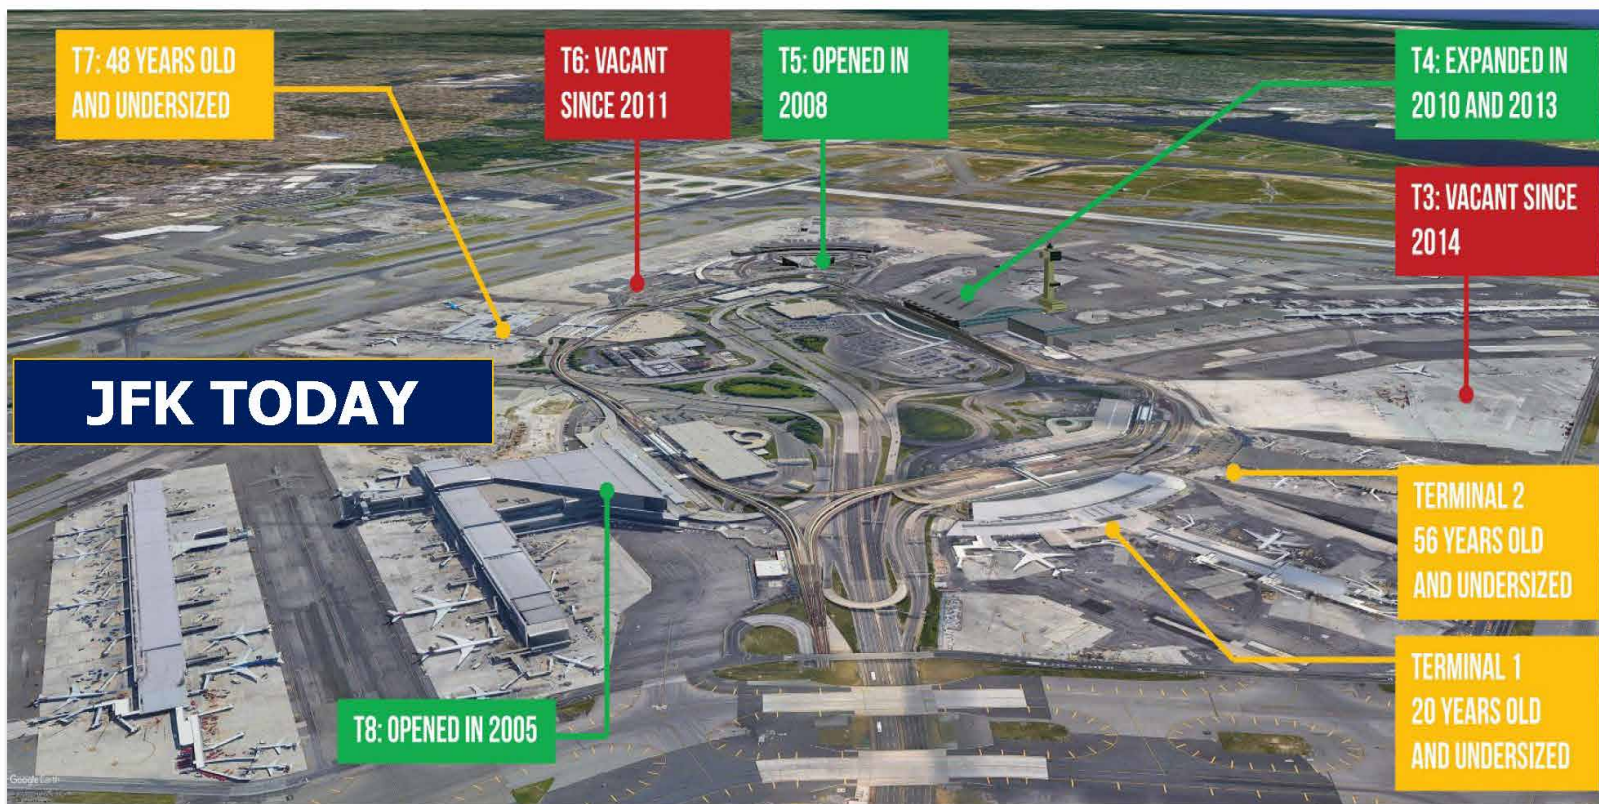 T7: 48 YEARS OLD
AND UNDERSIZED
T6: VACANT
SINCE 2011
T5: OPENED IN
2008
T4: EXPANDED IN
2010 AND 2013
T3: VACANT SINCE
2014
JFK TODAY
TERMINAL 2
56 YEARS OLD
AND UNDERSIZED
TERMINAL 1
20 YEARS OLD
AND UNDERSIZED
T8: OPENED IN 2005
Google Earth